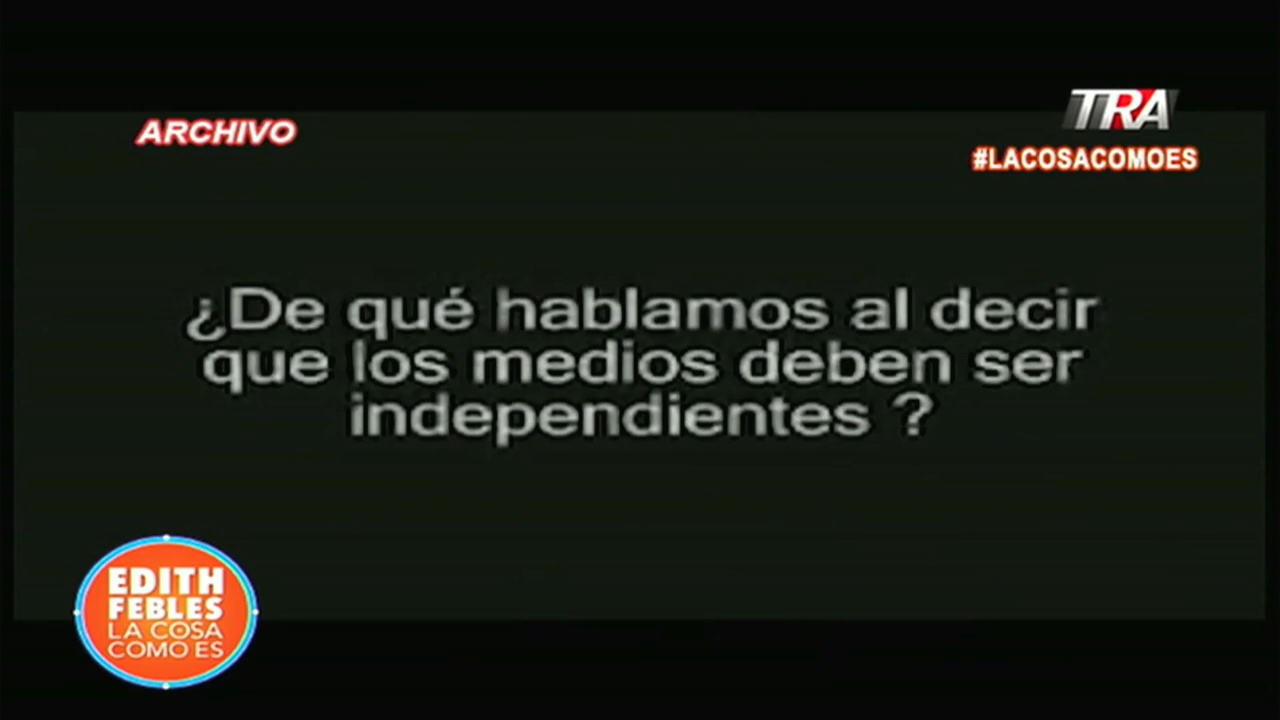 ARCHIVO
TRA
#LACOSACOMOES
¿De qué hablamos al decir
que los medios deben ser
independientes ?
EDITH
FEBLES
LA COSA
COMO ES